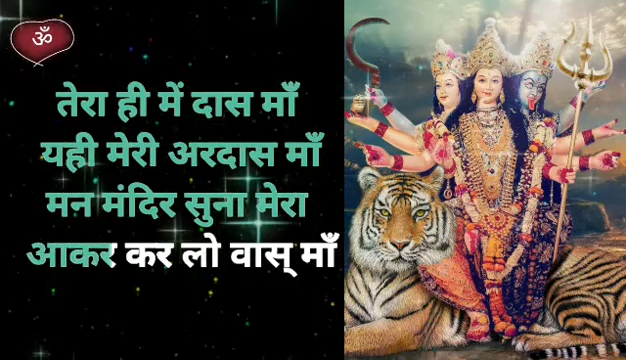 ॐ
तेरा ही में दास माँ
यही मेरी अरदास माँ
मन मंदिर सुना मेरा
आकर कर लो वास् माँ